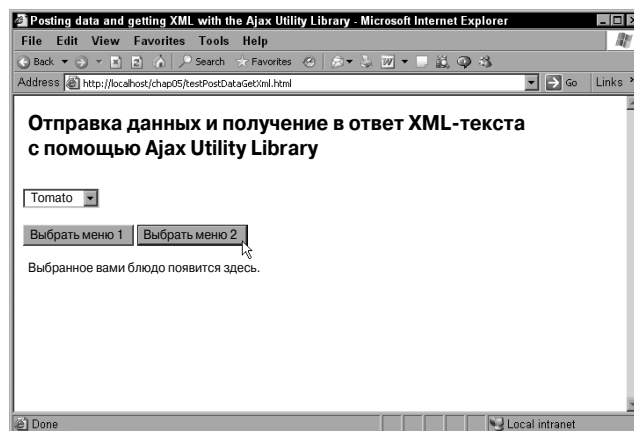 Posting data and getting XML with the Ajax Utility Library - Microsoft Internet Explorer
File Edit View Favorites Tools Help
Back Search Favorites
Address http://localhost/chap05/testPostDataGetXml.html Go Links
Отправка данных и получение в ответ XML-текста
с помощью Ajax Utility Library
Tomato
Выбрать меню 1 Выбрать меню 2
Выбранное вами блюдо появится здесь.
Done Local intranet